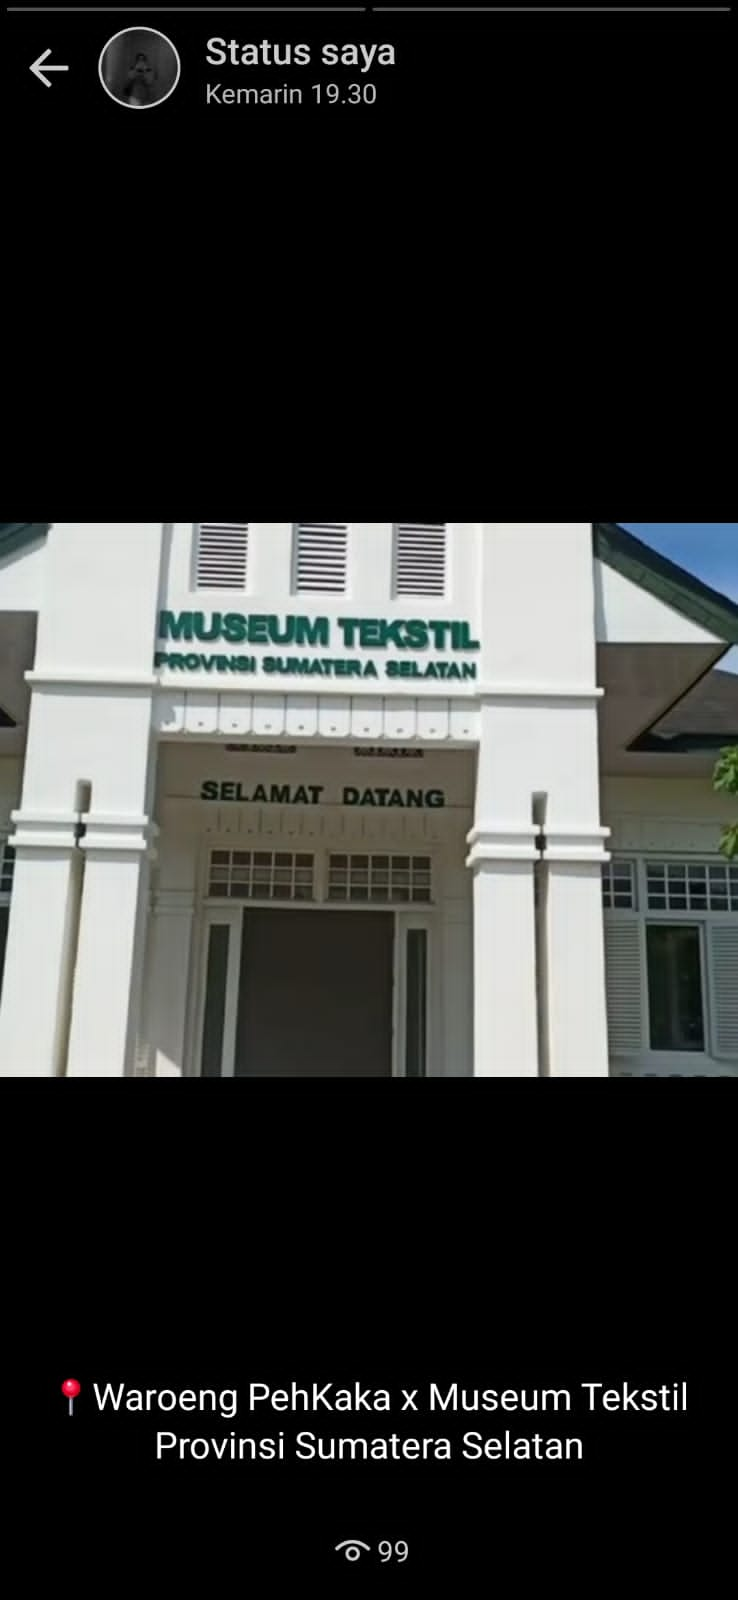 Status saya
Kemarin 19.30
MUSEUM TEKSTIL
PROVINSI SUMATERA SELATAN
SELAMAT DATANG
📍Waroeng PehKaka x Museum Tekstil
Provinsi Sumatera Selatan
99